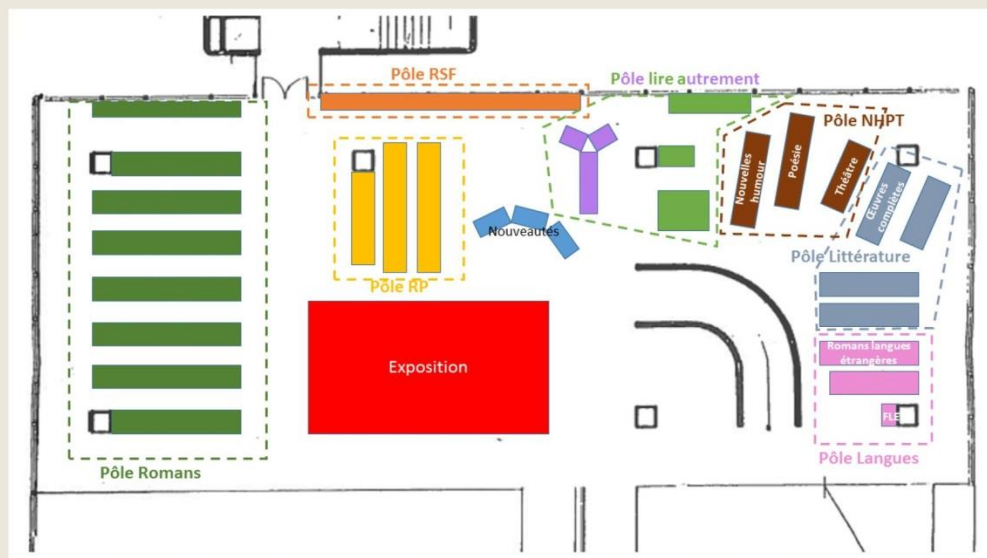 Pôle RSF
Pôle lire autrement
Pôle NHPT
Nouvelles
humour
Poésie
Théâtre
Œuvres
complètes
Nouveautés
Pôle Littérature
Pôle RP
Exposition
Romans langues
étrangères
FLE
Pôle Romans
Pôle Langues